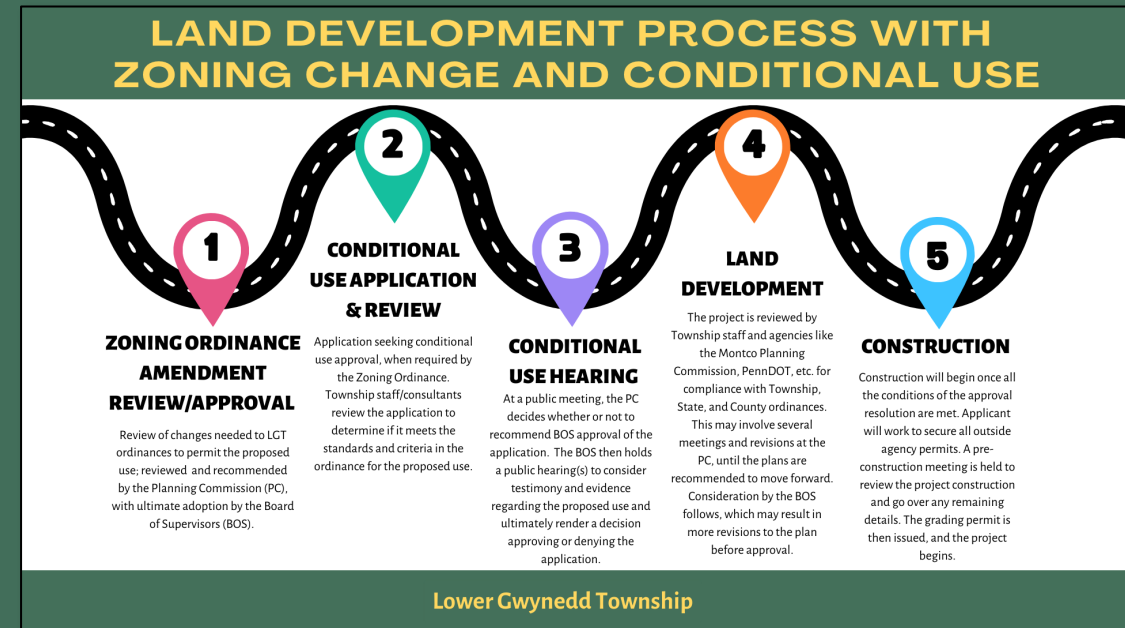 LAND DEVELOPMENT PROCESS WITH
ZONING CHANGE AND CONDITIONAL USE
1
ZONING ORDINANCE
AMENDMENT
REVIEW/APPROVAL
Review of changes needed to LGT
ordinances to permit the proposed
use; reviewed and recommended
by the Planning Commission (PC),
with ultimate adoption by the Board
of Supervisors (BOS).
2
CONDITIONAL
USE APPLICATION
& REVIEW
Application seeking conditional
use approval, when required by
the Zoning Ordinance.
Township staff/consultants
review the application to
determine if it meets the
standards and criteria in the
ordinance for the proposed use.
3
CONDITIONAL
USE HEARING
At a public meeting, the PC
decides whether or not to
recommend BOS approval of the
application. The BOS then holds
a public hearing(s) to consider
testimony and evidence
regarding the proposed use and
ultimately render a decision
approving or denying the
application.
4
LAND
DEVELOPMENT
The project is reviewed by
Township staff and agencies like
the Montco Planning
Commission, PennDOT, etc. for
compliance with Township,
State, and County ordinances.
This may involve several
meetings and revisions at the
PC, until the plans are
recommended to move forward.
Consideration by the BOS
follows, which may result in
more revisions to the plan
before approval.
5
CONSTRUCTION
Construction will begin once all
the conditions of the approval
resolution are met. Applicant
will work to secure all outside
agency permits. A pre-
construction meeting is held to
review the project construction
and go over any remaining
details. The grading permit is
then issued, and the project
begins.
Lower Gwynedd Township